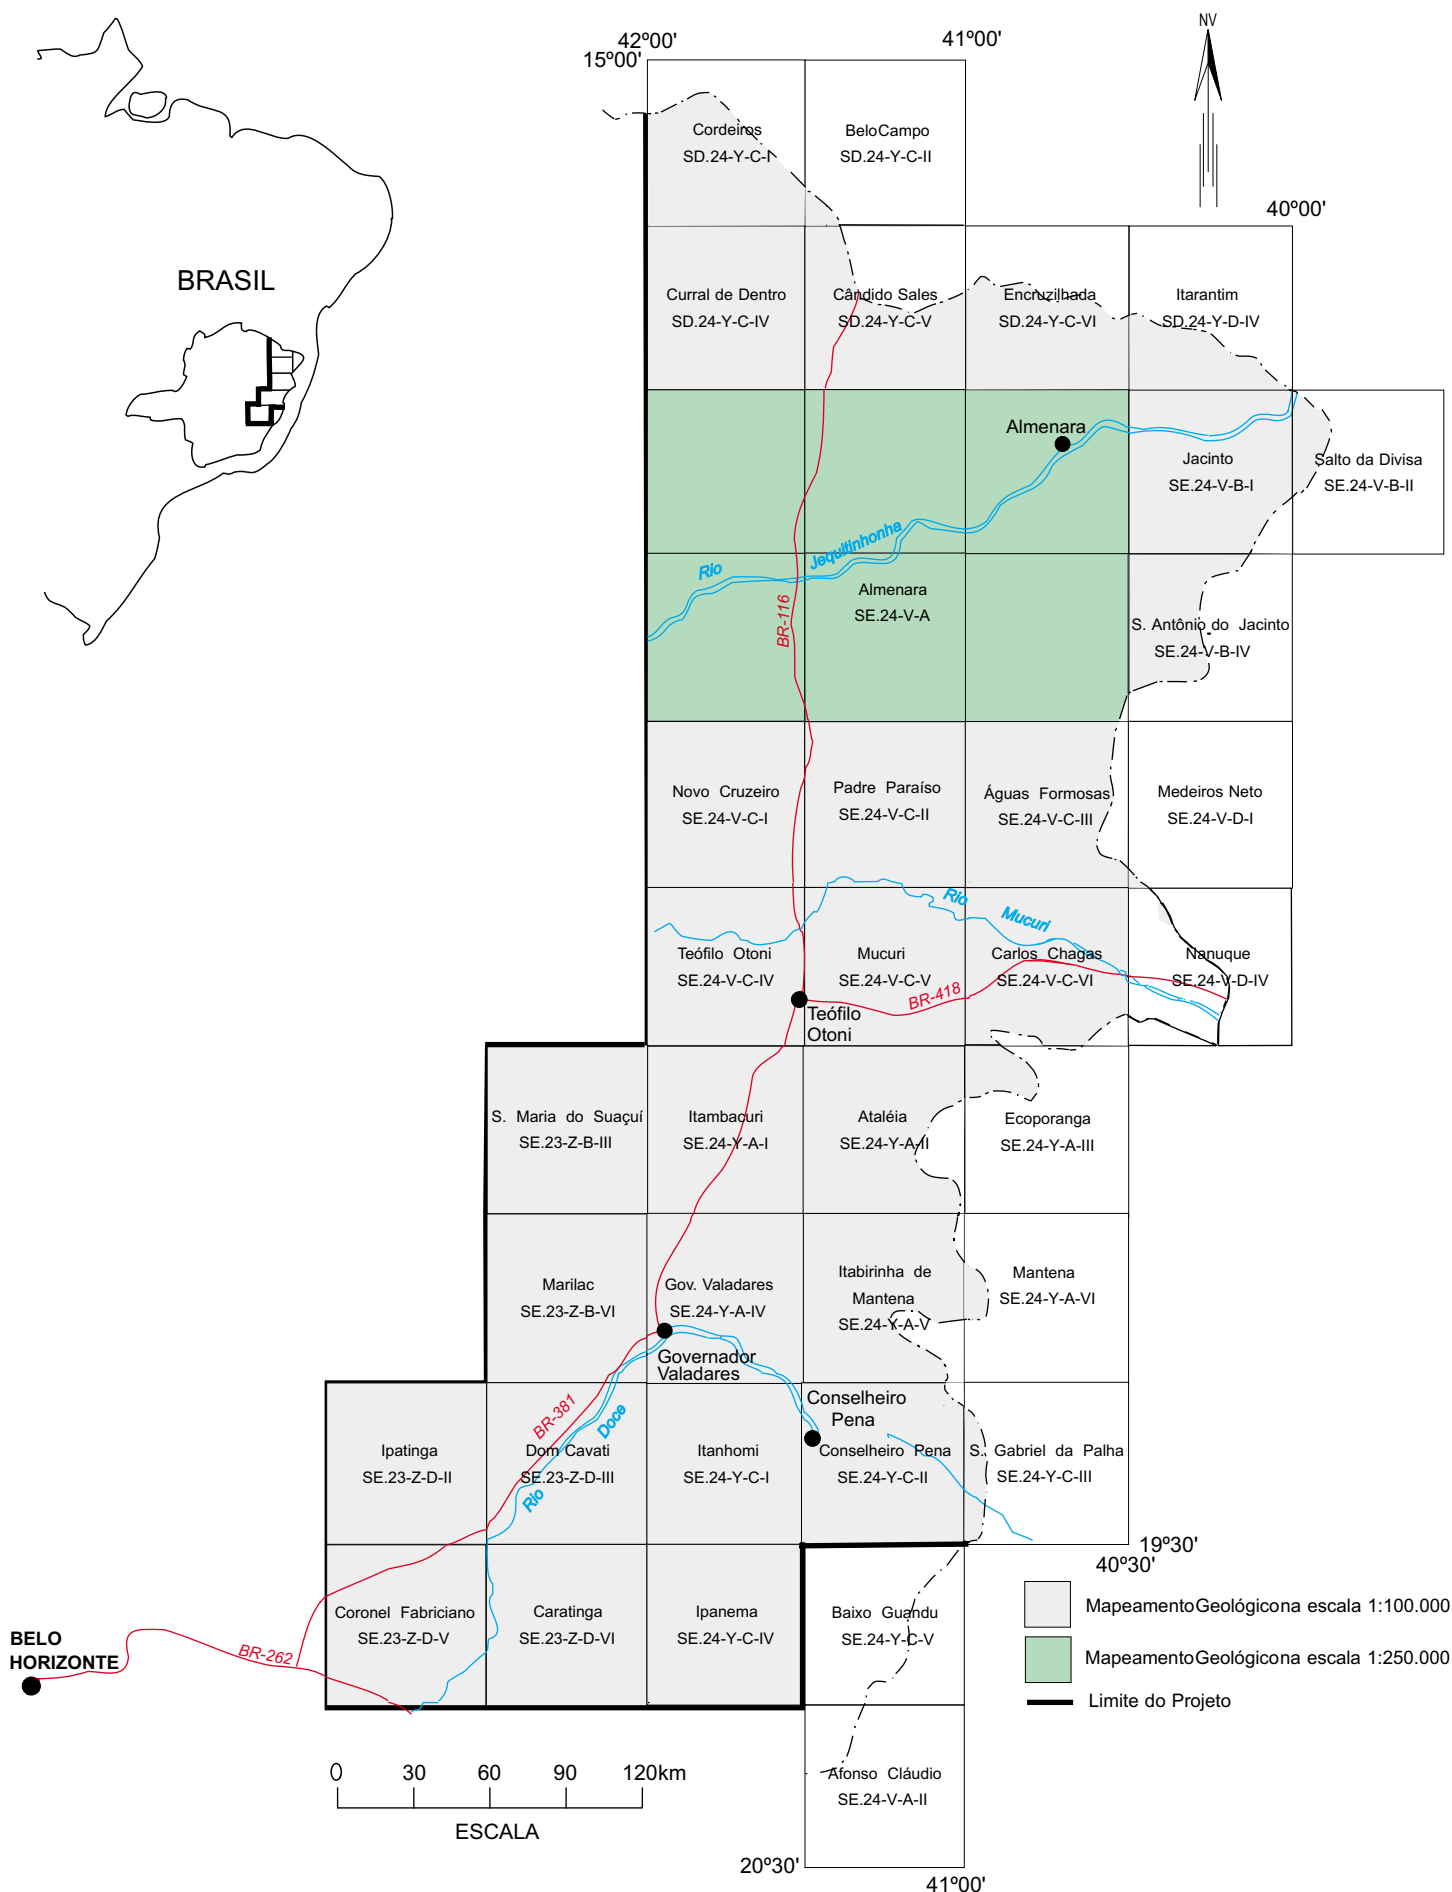 NV
42º00'
41º00'
15º00'
40º00'
BRASIL
Cordeiros
SD.24-Y-C-I
BeloCampo
SD.24-Y-C-II
Curral de Dentro
SD.24-Y-C-IV
Cândido Sales
SD.24-Y-C-V
Encruzilhada
SD.24-Y-C-VI
Itarantim
SD.24-Y-D-IV
Almenara
Jacinto
SE.24-V-B-I
Salto da Divisa
SE.24-V-B-II
Rio
Jequitinhonha
Almenara
SE.24-V-A
BR-116
S. Antônio do Jacinto
SE.24-V-B-IV
Novo Cruzeiro
SE.24-V-C-I
Padre Paraíso
SE.24-V-C-II
Águas Formosas
SE.24-V-C-III
Medeiros Neto
SE.24-V-D-I
Rio
Mucuri
Teófilo Otoni
SE.24-V-C-IV
Mucuri
SE.24-V-C-V
Carlos Chagas
SE.24-V-C-VI
Nanuque
SE.24-V-D-IV
BR-418
Teófilo
Otoni
S. Maria do Suaçuí
SE.23-Z-B-III
Itambacuri
SE.24-Y-A-I
Ataléia
SE.24-Y-A-II
Ecoporanga
SE.24-Y-A-III
Marilac
SE.23-Z-B-VI
Gov. Valadares
SE.24-Y-A-IV
Itabirinha de
Mantena
SE.24-Y-A-V
Mantena
SE.24-Y-A-VI
Governador
Valadares
BR-381
Rio
Doce
Conselheiro
Pena
Ipatinga
SE.23-Z-D-II
Dom Cavati
SE.23-Z-D-III
Itanhomi
SE.24-Y-C-I
Conselheiro Pena
SE.24-Y-C-II
S. Gabriel da Palha
SE.24-Y-C-III
19º30'
40º30'
Coronel Fabriciano
SE.23-Z-D-V
Caratinga
SE.23-Z-D-VI
Ipanema
SE.24-Y-C-IV
Baixo Guandu
SE.24-Y-C-V
BELO
HORIZONTE
BR-262
MapeamentoGeológicona escala 1:100.000
MapeamentoGeológicona escala 1:250.000
Limite do Projeto
Afonso Cláudio
SE.24-V-A-II
0 30 60 90 120km
ESCALA
20º30'
41º00'